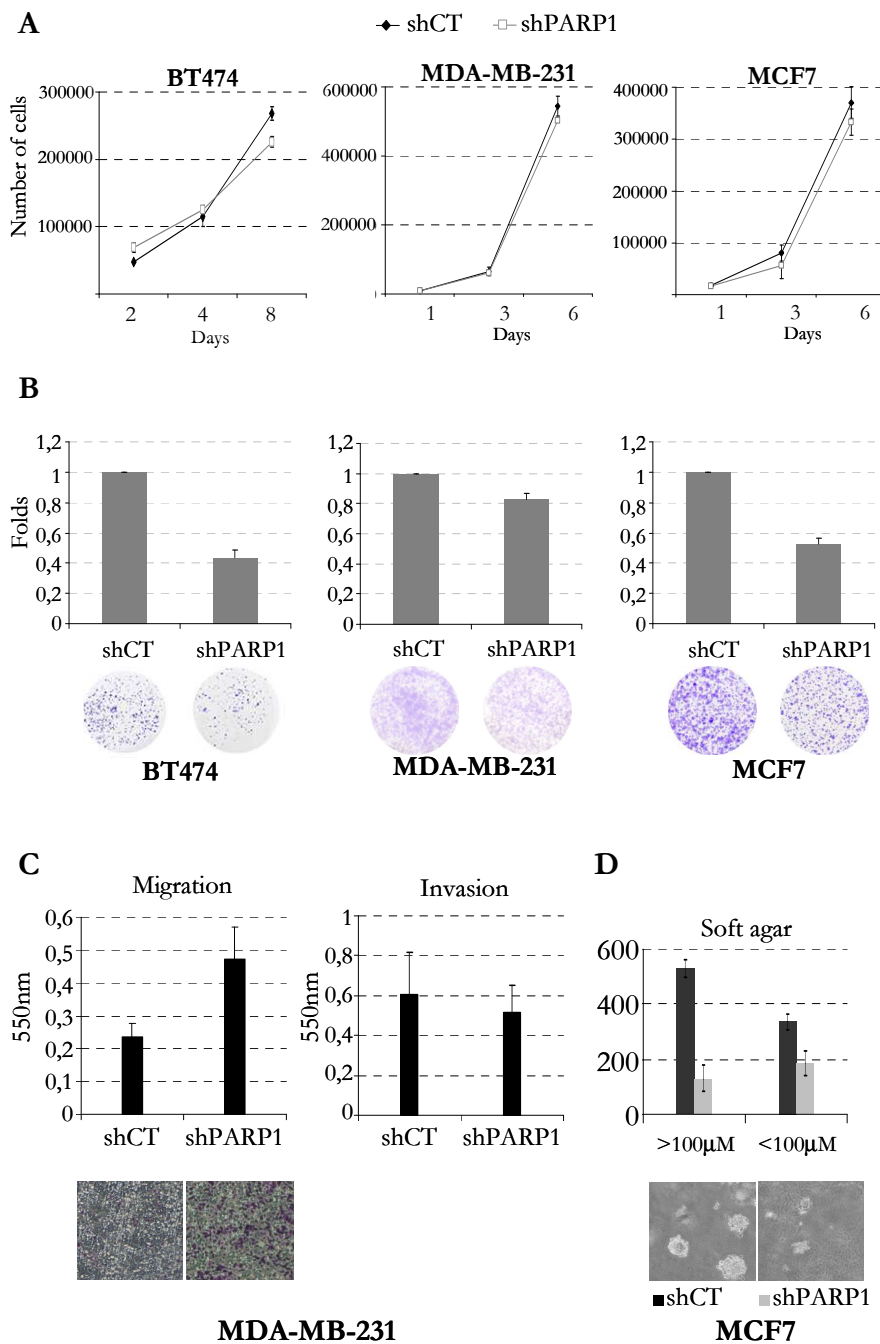 A
shCT shPARP1
BT474
300000
200000
100000
Number of cells
2 4 8
Days
MDA-MB-231
600000
400000
200000
1 3 6
Days
MCF7
400000
300000
200000
100000
1 3 6
Days
B
Folds
1,2
1
0,8
0,6
0,4
0,2
0
shCT shPARP1
BT474
1,2
1
0,8
0,6
0,4
0,2
0
shCT shPARP1
MDA-MB-231
1,2
1
0,8
0,6
0,4
0,2
0
shCT shPARP1
MCF7
C
Migration
550nm
0,6
0,5
0,4
0,3
0,2
0,1
0
shCT shPARP1
Invasion
550nm
1
0,8
0,6
0,4
0,2
0
shCT shPARP1
MDA-MB-231
D
Soft agar
600
400
200
0
>100μM <100μM
shCT shPARP1
MCF7